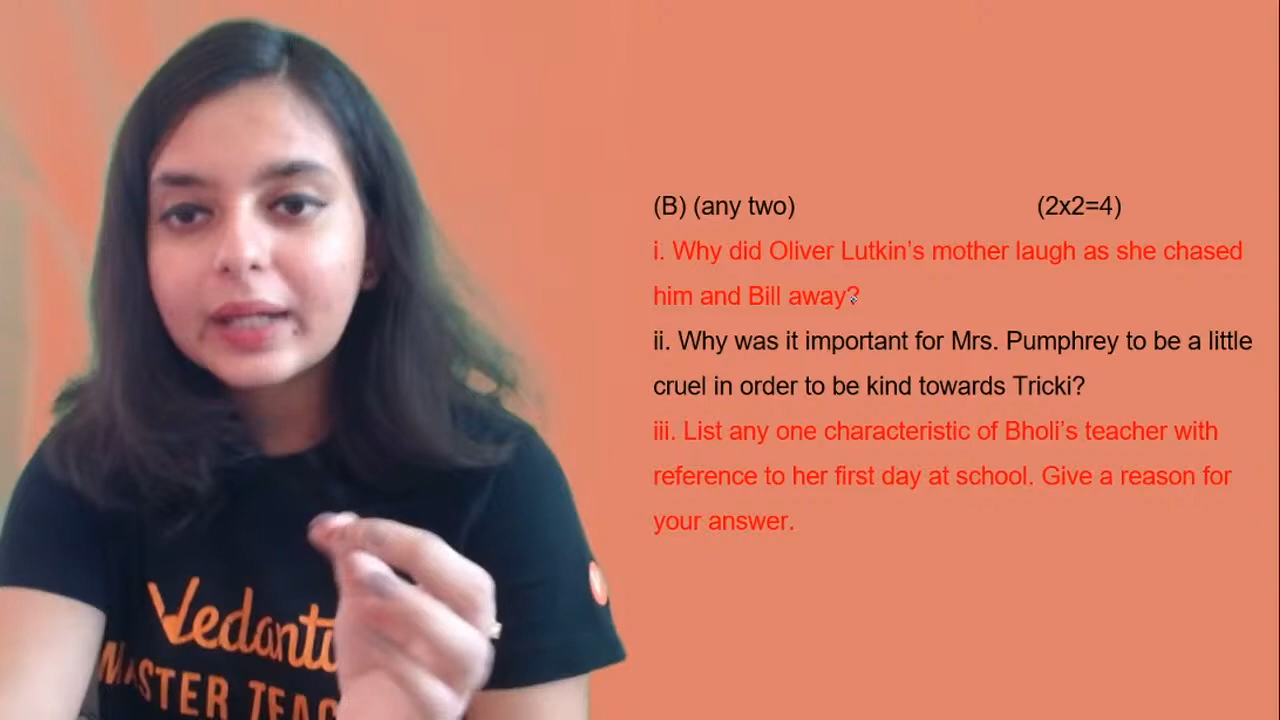 (B) (any two) (2x2=4)
i. Why did Oliver Lutkin's mother laugh as she chased
him and Bill away?
ii. Why was it important for Mrs. Pumphrey to be a little
cruel in order to be kind towards Tricki?
iii. List any one characteristic of Bholi's teacher with
reference to her first day at school. Give a reason for
your answer.
Vedantu
MASTER TEAC